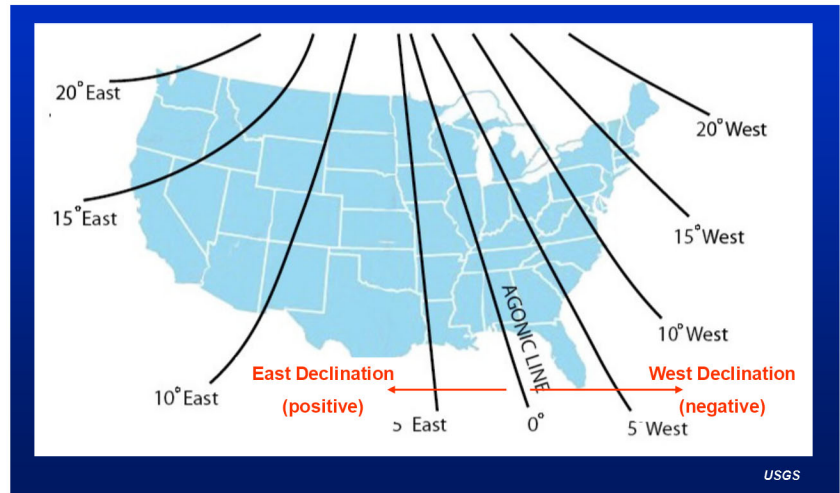 20° East
20° West
15° East
15° West
10° West
AGONIC LINE
East Declination
(positive)
West Declination
(negative)
10° East
5 East
0°
5 West
USGS